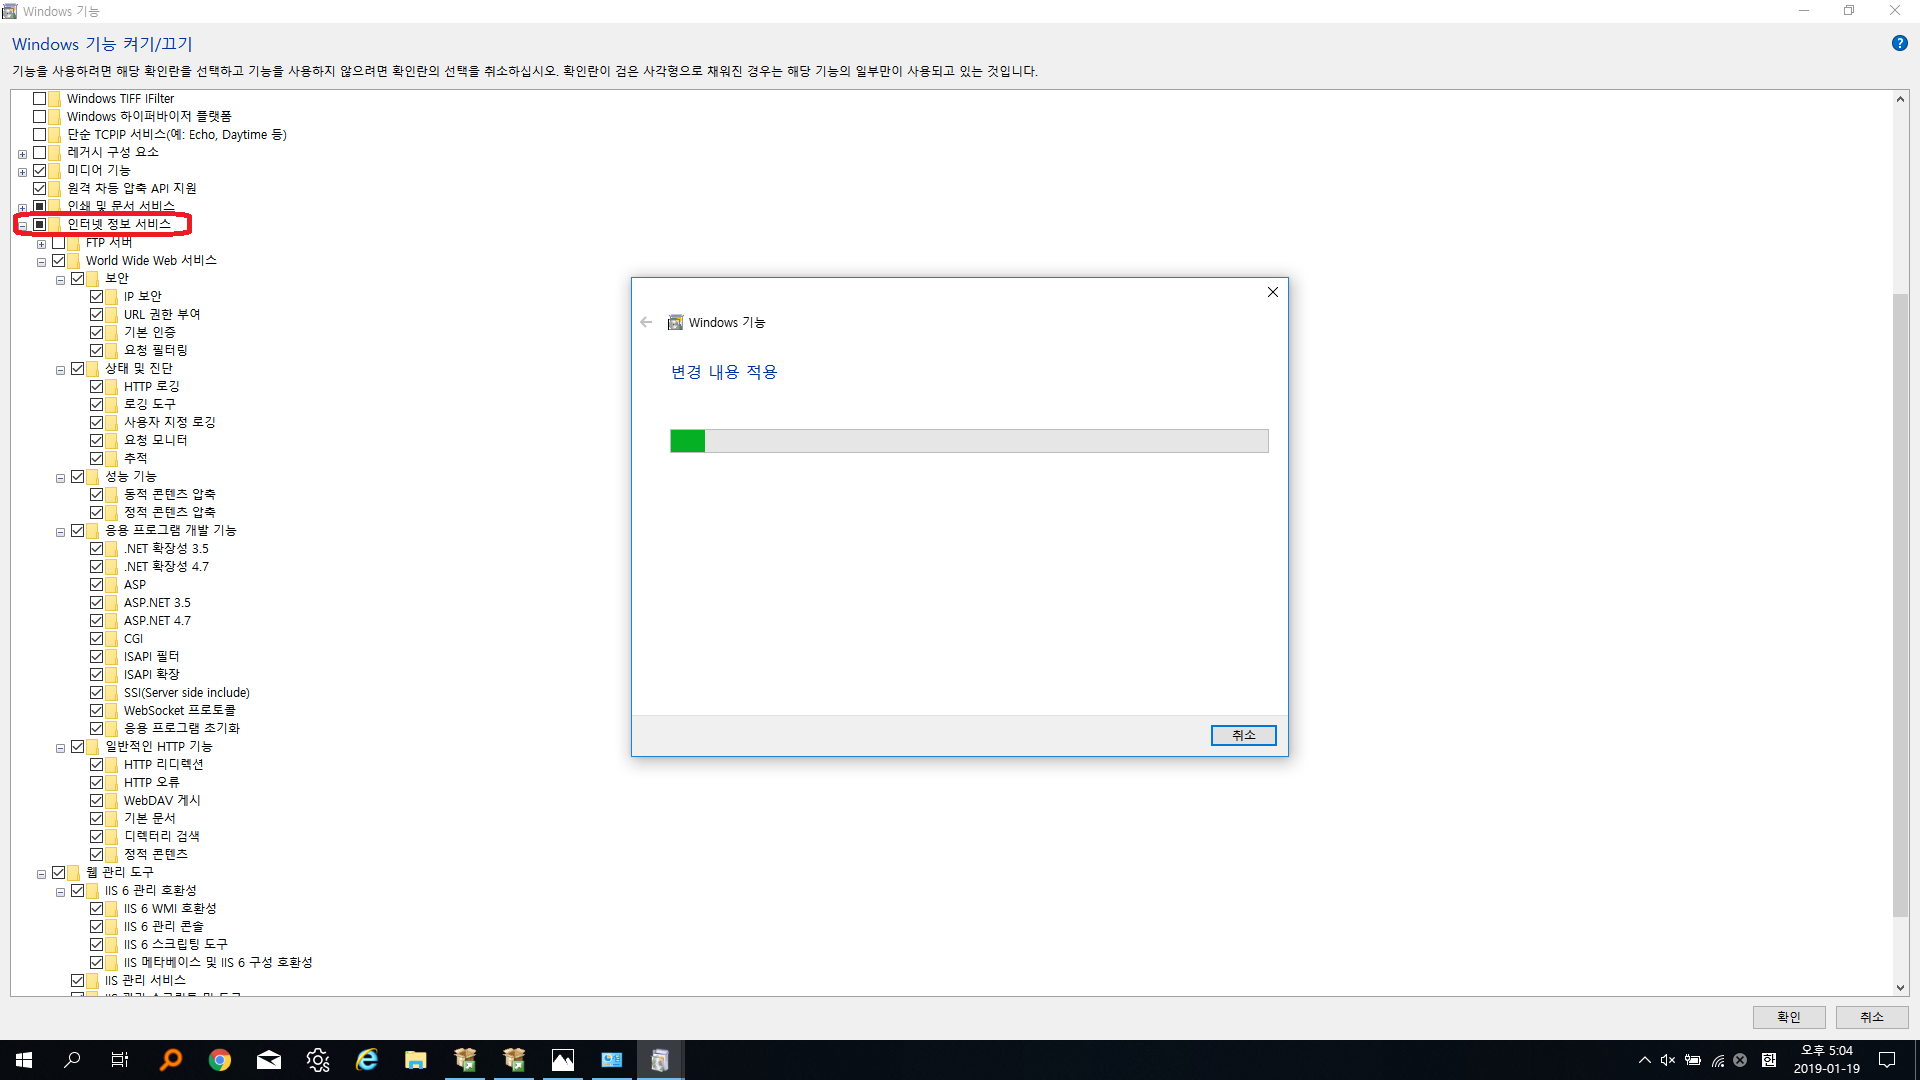 Windows 기능
Windows 기능 켜기/끄기
기능을 사용하려면 해당 확인란을 선택하고 기능을 사용하지 않으려면 확인란의 선택을 취소하십시오. 확인란이 검은 사각형으로 채워진 경우는 해당 기능의 일부만이 사용되고 있는 것입니다.
Windows TIFF IFilter
Windows 하이퍼바이저 플랫폼
단순 TCPIP 서비스(예: Echo, Daytime 등)
레거시 구성 요소
미디어 기능
원격 차등 압축 API 지원
인쇄 및 문서 서비스
인터넷 정보 서비스
FTP 서버
World Wide Web 서비스
보안
IP 보안
URL 권한 부여
기본 인증
요청 필터링
상태 및 진단
HTTP 로깅
로깅 도구
사용자 지정 로깅
요청 모니터
추적
성능 기능
동적 콘텐츠 압축
정적 콘텐츠 압축
응용 프로그램 개발 기능
.NET 확장성 3.5
.NET 확장성 4.7
ASP
ASP.NET 3.5
ASP.NET 4.7
CGI
ISAPI 필터
ISAPI 확장
SSI(Server side include)
WebSocket 프로토콜
응용 프로그램 초기화
일반적인 HTTP 기능
HTTP 리디렉션
HTTP 오류
WebDAV 게시
기본 문서
디렉터리 검색
정적 콘텐츠
웹 관리 도구
IIS 6 관리 호환성
IIS 6 WMI 호환성
IIS 6 관리 콘솔
IIS 6 스크립팅 도구
IIS 메타베이스 및 IIS 6 구성 호환성
IIS 관리 서비스
Windows 기능
변경 내용 적용
취소
확인
취소
한
오후 5:04
2019-01-19